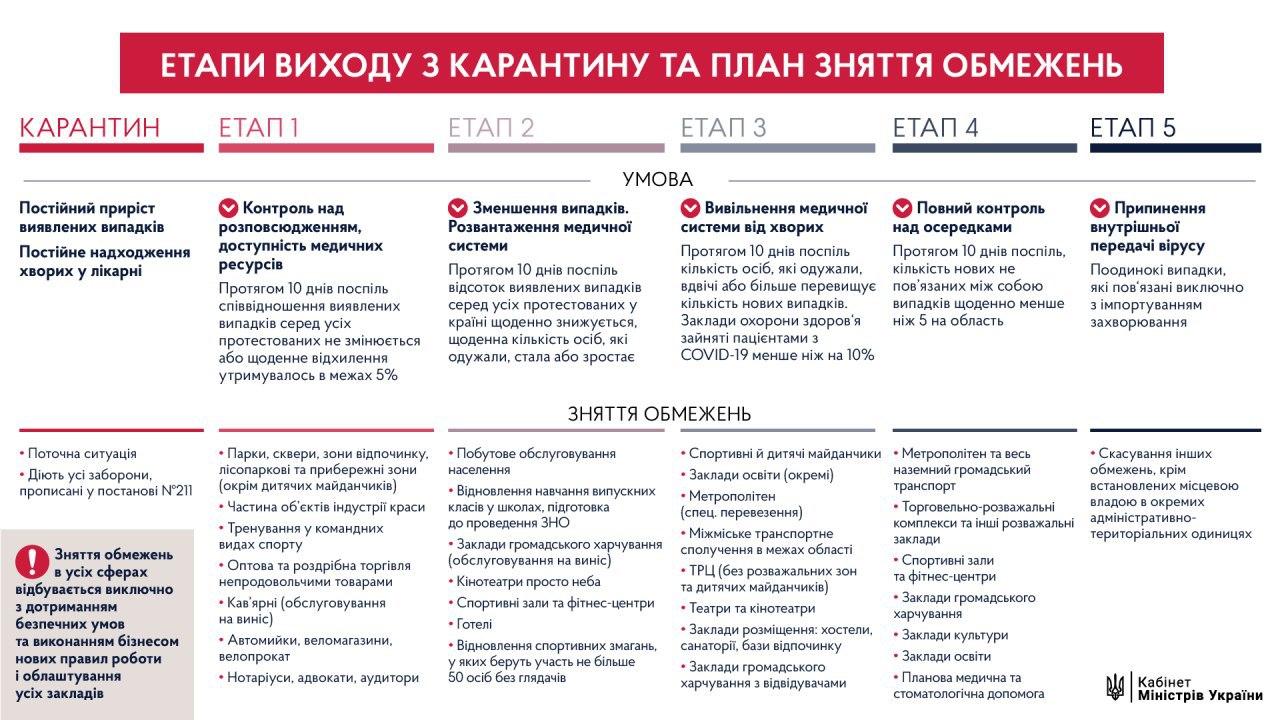 ЕТАПИ ВИХОДУ З КАРАНТИНУ ТА ПЛАН ЗНЯТТЯ ОБМЕЖЕНЬ
КАРАНТИН
ЕТАП 1
ЕТАП 2
ЕТАП 3
ЕТАП 4
ЕТАП 5
УМОВА
Постійний приріст
виявлених випадків
Постійне надходження
хворих у лікарні
Контроль над
розповсюдженням,
доступність медичних
ресурсів
Протягом 10 днів поспіль
співвідношення виявлених
випадків серед усіх
протестованих не змінюється
або щоденне відхилення
утримувалось в межах 5%
Зменшення випадків.
Розвантаження медичної
системи
Протягом 10 днів поспіль
відсоток виявлених випадків
серед усіх протестованих у
країні щоденно знижується,
щоденна кількість осіб, які
одужали, стала або зростає
Вивільнення медичної
системи від хворих
Протягом 10 днів поспіль
кількість осіб, які одужали,
вдвічі або більше перевищує
кількість нових випадків.
Заклади охорони здоров'я
зайняті пацієнтами з
COVID-19 менше ніж на 10%
Повний контроль
над осередками
Протягом 10 днів поспіль,
кількість нових не
пов'язаних між собою
випадків щоденно менше
ніж 5 на область
Припинення
внутрішньої
передачі вірусу
Поодинокі випадки,
які пов'язані виключно
з імпортуванням
захворювання
ЗНЯТТЯ ОБМЕЖЕНЬ
• Поточна ситуація
• Діють усі заборони,
прописані у постанові №211
• Парки, сквери, зони відпочинку,
лісопаркові та прибережні зони
(окрім дитячих майданчиків)
• Частина об'єктів індустрії краси
• Тренування у командних
видах спорту
• Оптова та роздрібна торгівля
непродовольчими товарами
• Кав'ярні (обслуговування
на виніс)
• Автомийки, веломагазини,
велопрокат
• Нотаріуси, адвокати, аудитори
• Побутове обслуговування
населення
• Відновлення навчання випускних
класів у школах, підготовка
до проведення ЗНО
• Заклади громадського харчування
(обслуговування на виніс)
• Кінотеатри просто неба
• Спортивні зали та фітнес-центри
• Готелі
• Відновлення спортивних змагань,
у яких беруть участь не більше
50 осіб без глядачів
• Спортивні й дитячі майданчики
• Заклади освіти (окремі)
• Метрополітен
(спец. перевезення)
• Міжміське транспортне
сполучення в межах області
• ТРЦ (без розважальних зон
та дитячих майданчиків)
• Театри та кінотеатри
• Заклади розміщення: хостели,
санаторії, бази відпочинку
• Заклади громадського
харчування з відвідувачами
• Метрополітен та весь
наземний громадський
транспорт
• Торговельно-розважальні
комплекси та інші розважальні
заклади
• Спортивні зали
та фітнес-центри
• Заклади громадського
харчування
• Заклади культури
• Заклади освіти
• Планова медична та
стоматологічна допомога
• Скасування інших
обмежень, крім
встановлених місцевою
владою в окремих
адміністративно-
територіальних одиницях
! Зняття обмежень
в усіх сферах
відбувається виключно
з дотриманням
безпечних умов
та виконанням бізнесом
нових правил роботи
і облаштування
усіх закладів
Кабінет
Міністрів України